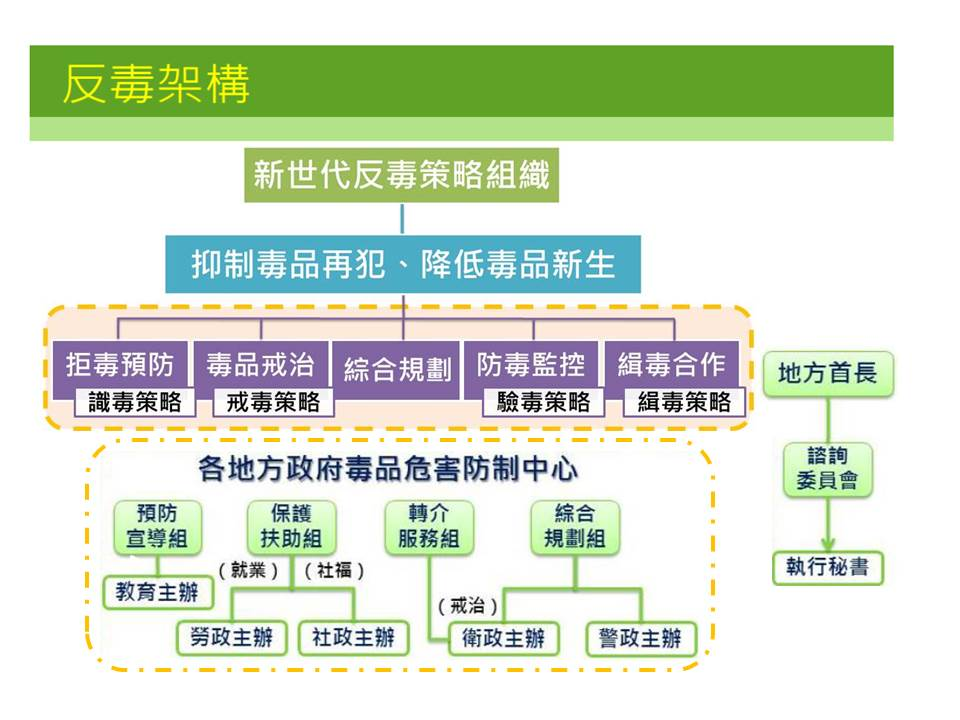 反毒架構
新世代反毒策略組織
抑制毒品再犯、降低毒品新生
拒毒預防
識毒策略
毒品戒治
戒毒策略
綜合規劃
防毒監控
驗毒策略
緝毒合作
緝毒策略
地方首長
諮詢
委員會
執行秘書
各地方政府毒品危害防制中心
預防
宣導組
教育主辦
保護
扶助組
（就業）
（社福）
勞政主辦
社政主辦
轉介
服務組
（戒治）
綜合
規劃組
衛政主辦
警政主辦